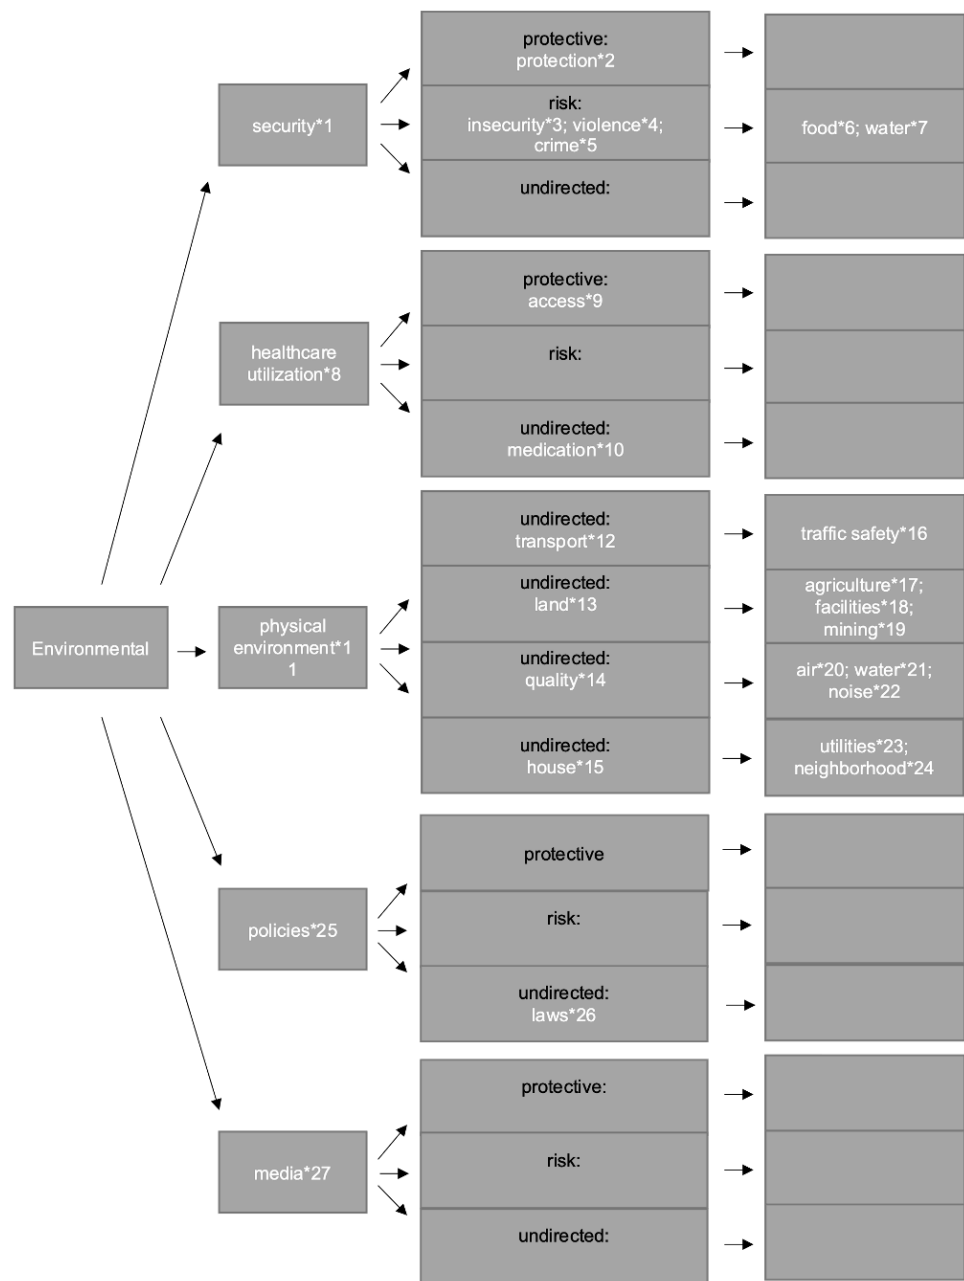 protective:
protection*2
security*1
risk:
insecurity*3; violence*4;
crime*5
food*6; water*7
undirected:
protective:
access*9
healthcare
utilization*8
risk:
undirected:
medication*10
undirected:
transport*12
traffic safety*16
Environmental
physical
environment*1
1
undirected:
land*13
agriculture*17;
facilities*18;
mining*19
undirected:
quality*14
air*20; water*21;
noise*22
undirected:
house*15
utilities*23;
neighborhood*24
protective
policies*25
risk:
undirected:
laws*26
protective:
media*27
risk:
undirected: